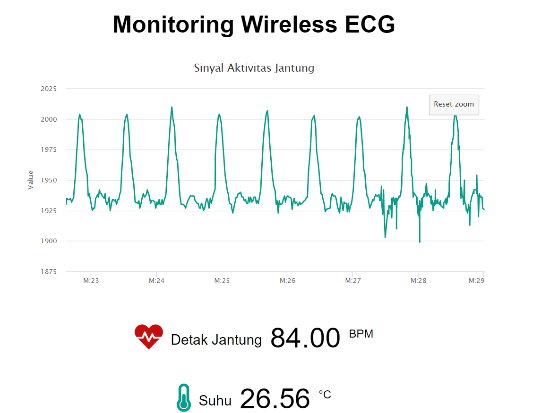 Monitoring Wireless ECG
Sinyal Aktivitas Jantung
Reset zoom
Value
2025
2000
1975
1950
1925
1900
1875
M:23 M:24 M:25 M:26 M:27 M:28 M:29
Detak Jantung 84.00 BPM
Suhu 26.56 °C